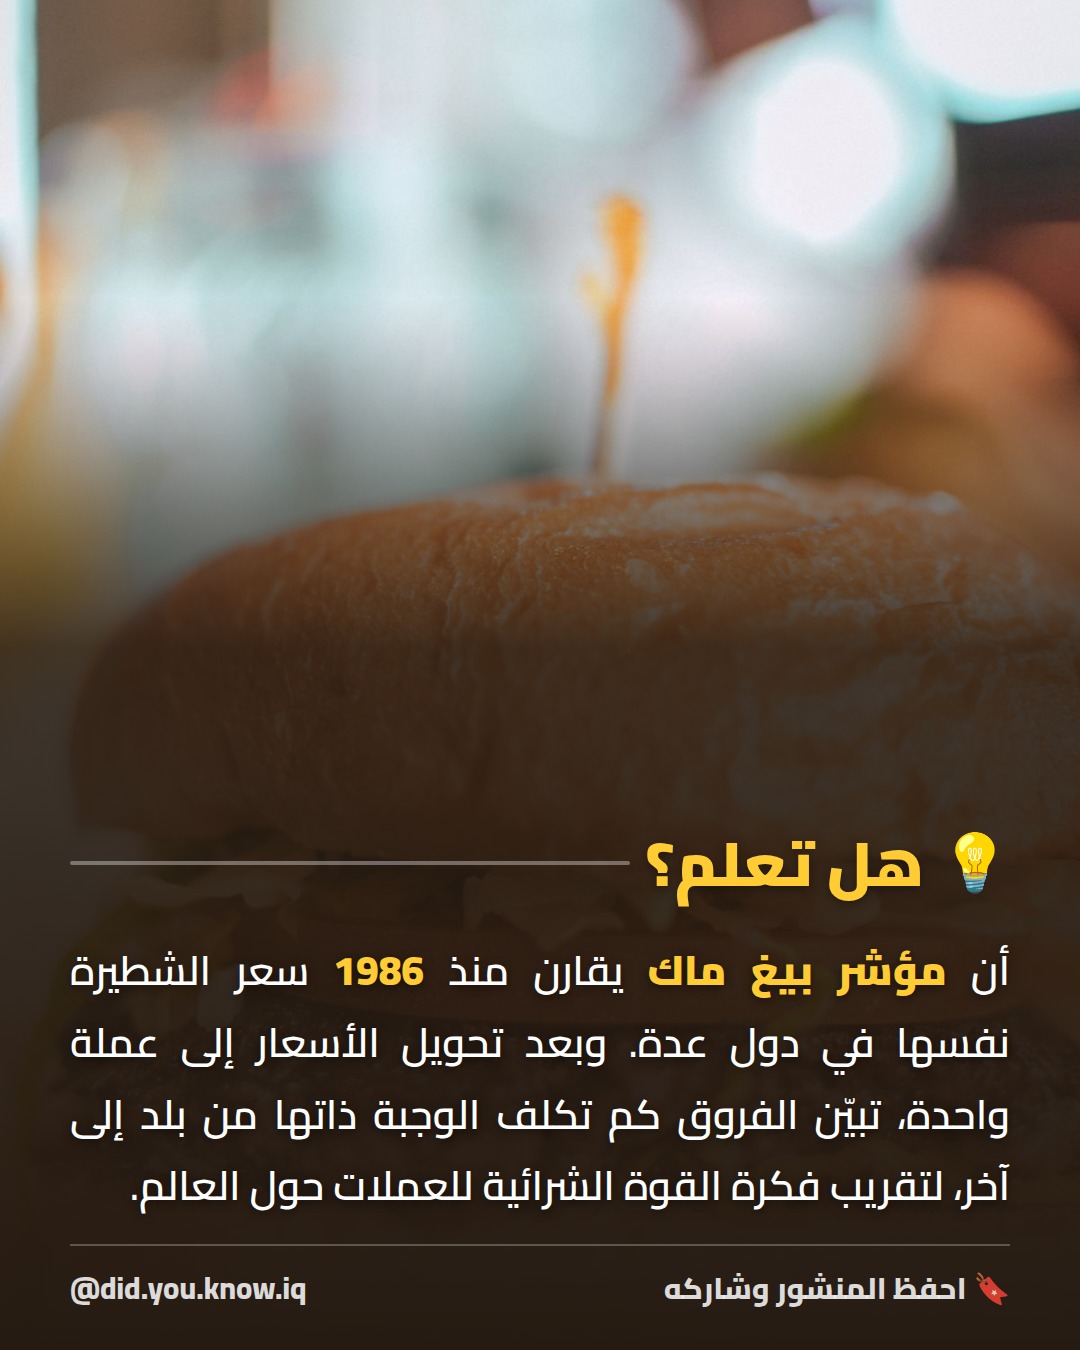 💡 هل تعلم؟
أن مؤشر بيغ ماك يقارن منذ 1986 سعر الشطيرة
نفسها في دول عدة. وبعد تحويل الأسعار إلى عملة
واحدة، تبيّن الفروق كم تكلف الوجبة ذاتها من بلد إلى
آخر، لتقريب فكرة القوة الشرائية للعملات حول العالم.
🔖 احفظ المنشور وشاركه
@did.you.know.iq